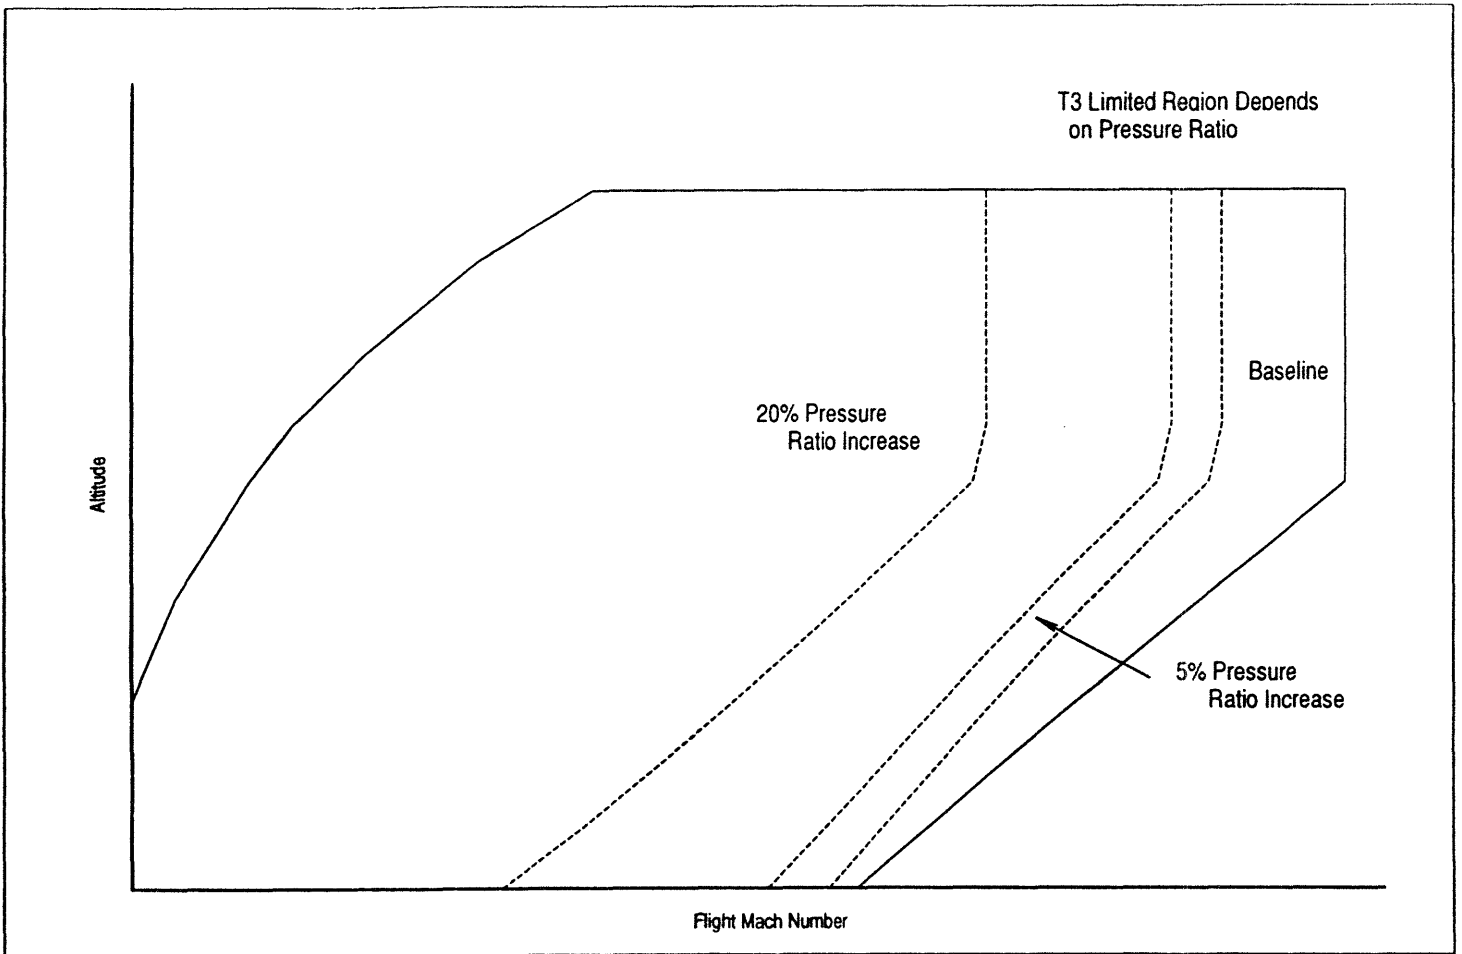 T3 Limited Region Depends
on Pressure Ratio
Baseline
20% Pressure
Ratio Increase
Altitude
5% Pressure
Ratio Increase
Flight Mach Number